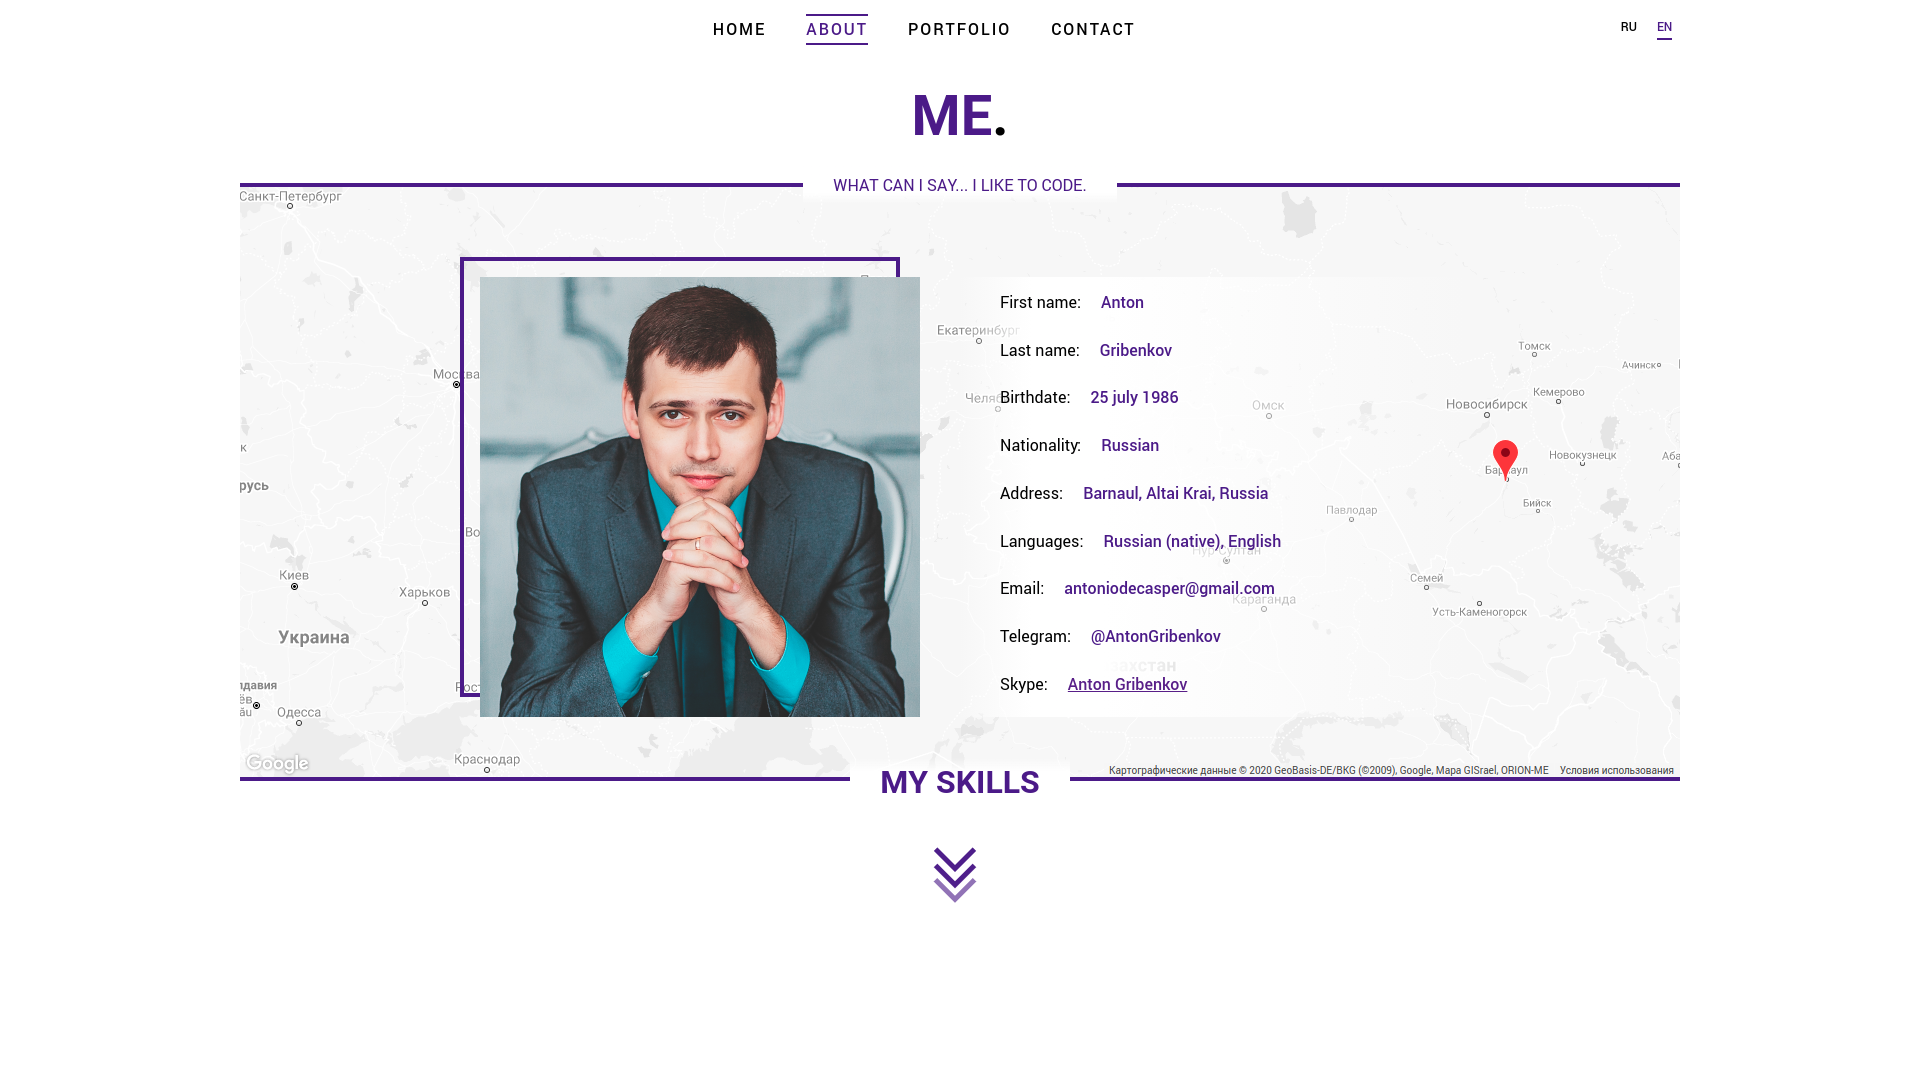 HOME ABOUT PORTFOLIO CONTACT RU EN
ME.
WHAT CAN I SAY... I LIKE TO CODE.
Санкт-Петербург
First name: Anton
Екатеринбург
Томск
Last name: Gribenkov
Ачинск
Москва
Кемерово
Birthdate: 25 july 1986
Омск
Новосибирск
Nationality: Russian
Новокузнецк
Барнаул
русь
Address: Barnaul, Altai Krai, Russia
Бийск
Павлодар
Languages: Russian (native), English
Нур-Султан
Киев
Семей
Email: antoniodecasper@gmail.com
Харьков
Караганда
Усть-Каменогорск
Украина
Telegram: @AntonGribenkov
ахстан
Skype: Anton Gribenkov
лдавия
Одесса
Краснодар
Google
Картографические данные © 2020 GeoBasis-DE/BKG (©2009), Google, Mapa GISrael, ORION-ME Условия использования
MY SKILLS